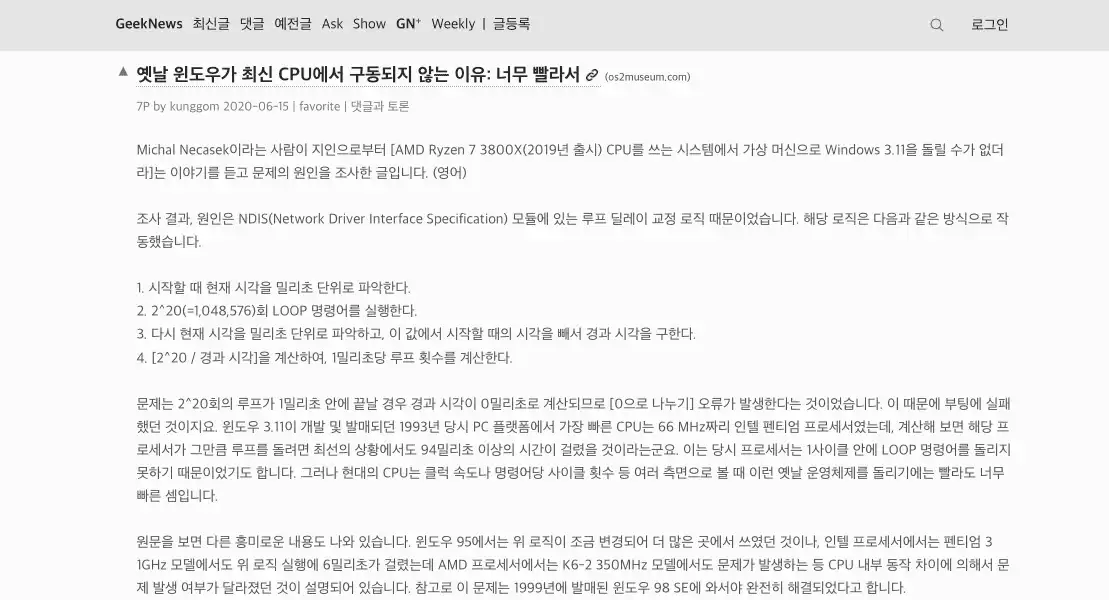 GeekNews 최신글 댓글 예전글 Ask Show GN⁺ Weekly | 글등록 로그인
▲ 옛날 윈도우가 최신 CPU에서 구동되지 않는 이유: 너무 빨라서 (os2museum.com)
7P by kunggom 2020-06-15 | favorite | 댓글과 토론
Michal Necasek이라는 사람이 지인으로부터 [AMD Ryzen 7 3800X(2019년 출시) CPU를 쓰는 시스템에서 가상 머신으로 Windows 3.11을 돌릴 수가 없더
라]는 이야기를 듣고 문제의 원인을 조사한 글입니다. (영어)
조사 결과, 원인은 NDIS(Network Driver Interface Specification) 모듈에 있는 루프 딜레이 교정 로직 때문이었습니다. 해당 로직은 다음과 같은 방식으로 작
동했습니다.
1. 시작할 때 현재 시각을 밀리초 단위로 파악한다.
2. 2^20(=1,048,576)회 LOOP 명령어를 실행한다.
3. 다시 현재 시각을 밀리초 단위로 파악하고, 이 값에서 시작할 때의 시각을 빼서 경과 시각을 구한다.
4. [2^20 / 경과 시각]을 계산하여, 1밀리초당 루프 횟수를 계산한다.
문제는 2^20회의 루프가 1밀리초 안에 끝날 경우 경과 시각이 0밀리초로 계산되므로 [0으로 나누기] 오류가 발생한다는 것이었습니다. 이 때문에 부팅에 실패
했던 것이지요. 윈도우 3.11이 개발 및 발매되던 1993년 당시 PC 플랫폼에서 가장 빠른 CPU는 66 MHz짜리 인텔 펜티엄 프로세서였는데, 계산해 보면 해당 프
로세서가 그만큼 루프를 돌려면 최선의 상황에서도 94밀리초 이상의 시간이 걸렸을 것이라는군요. 이는 당시 프로세서는 1사이클 안에 LOOP 명령어를 돌리지
못하기 때문이었기도 합니다. 그러나 현대의 CPU는 클럭 속도나 명령어당 사이클 횟수 등 여러 측면으로 볼 때 이런 옛날 운영체제를 돌리기에는 빨라도 너무
빠른 셈입니다.
원문을 보면 다른 흥미로운 내용도 나와 있습니다. 윈도우 95에서는 위 로직이 조금 변경되어 더 많은 곳에서 쓰였던 것이나, 인텔 프로세서에서는 펜티엄 3
1GHz 모델에서도 위 로직 실행에 6밀리초가 걸렸는데 AMD 프로세서에서는 K6-2 350MHz 모델에서도 문제가 발생하는 등 CPU 내부 동작 차이에 의해서 문
제 발생 여부가 달라졌던 것이 설명되어 있습니다. 참고로 이 문제는 1999년에 발매된 윈도우 98 SE에 와서야 완전히 해결되었다고 합니다.